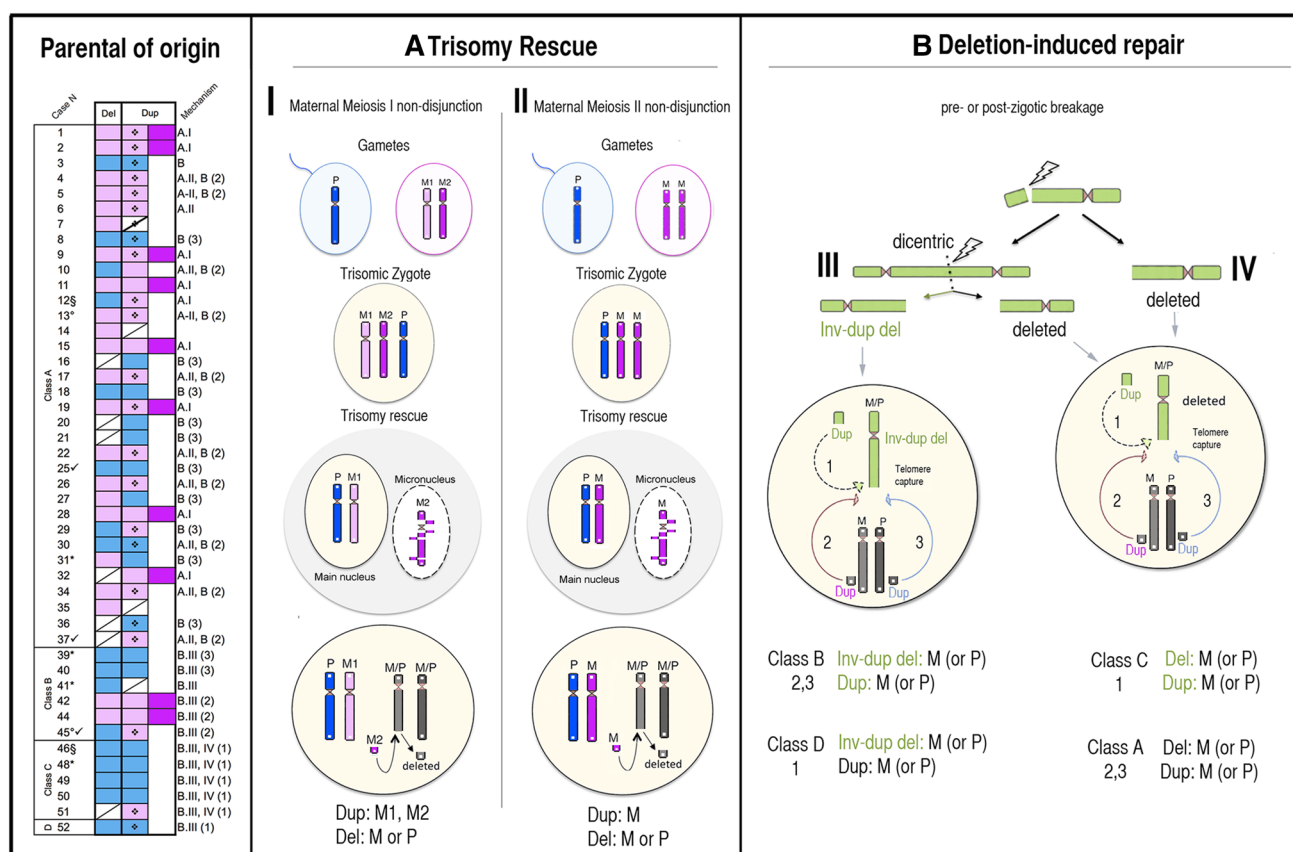 Parental of origin
Case N
Del
Dup
Mechanism
Class A
1 ❖ A.I
2 ❖ A.I
3 ❖ B
4 ❖ A.II, B (2)
5 ❖ A-II, B (2)
6 ❖ A.II
7 ❖
8 ❖ B (3)
9 ❖ A.I
10 A.II, B (2)
11 A.I
12§ ❖ A.I
13° ❖ A-II, B (2)
14
15 A.I
16 B (3)
17 ❖ A.II, B (2)
18 B (3)
19 ❖ A.I
20 B (3)
21 B (3)
22 ❖ A.II, B (2)
25✓ B (3)
26 ❖ A.II, B (2)
27 B (3)
28 A.I
29 ❖ B (3)
30 ❖ A.II, B (2)
31* B (3)
32 A.I
34 ❖ A.II, B (2)
35
36 ❖ B (3)
37✓ ❖ A.II, B (2)
Class B
39* B.III (3)
40 B.III (3)
41* B.III
42 B.III (2)
44 B.III (2)
45°✓ ❖ B.III (2)
Class C
46§ B.III, IV (1)
48* B.III, IV (1)
49 B.III, IV (1)
50 B.III, IV (1)
51 ❖ B.III, IV (1)
D
52 ❖ B.III (1)
A Trisomy Rescue
I Maternal Meiosis I non-disjunction
Gametes
P
M1 M2
Trisomic Zygote
M1 M2 P
Trisomy rescue
P M1
Micronucleus
M2
Main nucleus
P M1
M/P M/P
M2
deleted
Dup: M1, M2
Del: M or P
II Maternal Meiosis II non-disjunction
Gametes
P
M M
Trisomic Zygote
M M M
Trisomy rescue
P M
Micronucleus
M
Main nucleus
P M
M/P M/P
M
deleted
Dup: M
Del: M or P
B Deletion-induced repair
pre- or post-zigotic breakage
III
dicentric
Inv-dup del
deleted
IV
deleted
M/P
Dup
Inv-dup del
1
Telomere
capture
M P
2
3
Dup
Dup
M/P
Dup
deleted
1
Telomere
capture
M P
2
3
Dup
Dup
Class B Inv-dup del: M (or P)
2,3 Dup: M (or P)
Class C Del: M (or P)
1 Dup: M (or P)
Class D Inv-dup del: M (or P)
1 Dup: M (or P)
Class A Del: M (or P)
2,3 Dup: M (or P)